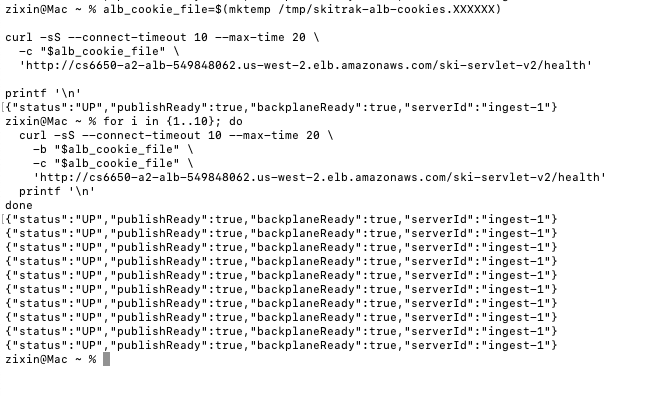 zixin@Mac ~ % alb_cookie_file=$(mktemp /tmp/skitrak-alb-cookies.XXXXXX)
curl -sS --connect-timeout 10 --max-time 20 \
-c "$alb_cookie_file" \
'http://cs6650-a2-alb-549848062.us-west-2.elb.amazonaws.com/ski-servlet-v2/health'
printf '\n'
{"status":"UP","publishReady":true,"backplaneReady":true,"serverId":"ingest-1"}
zixin@Mac ~ % for i in {1..10}; do
curl -sS --connect-timeout 10 --max-time 20 \
-b "$alb_cookie_file" \
-c "$alb_cookie_file" \
'http://cs6650-a2-alb-549848062.us-west-2.elb.amazonaws.com/ski-servlet-v2/health'
printf '\n'
done
{"status":"UP","publishReady":true,"backplaneReady":true,"serverId":"ingest-1"}
{"status":"UP","publishReady":true,"backplaneReady":true,"serverId":"ingest-1"}
{"status":"UP","publishReady":true,"backplaneReady":true,"serverId":"ingest-1"}
{"status":"UP","publishReady":true,"backplaneReady":true,"serverId":"ingest-1"}
{"status":"UP","publishReady":true,"backplaneReady":true,"serverId":"ingest-1"}
{"status":"UP","publishReady":true,"backplaneReady":true,"serverId":"ingest-1"}
{"status":"UP","publishReady":true,"backplaneReady":true,"serverId":"ingest-1"}
{"status":"UP","publishReady":true,"backplaneReady":true,"serverId":"ingest-1"}
{"status":"UP","publishReady":true,"backplaneReady":true,"serverId":"ingest-1"}
{"status":"UP","publishReady":true,"backplaneReady":true,"serverId":"ingest-1"}
zixin@Mac ~ %